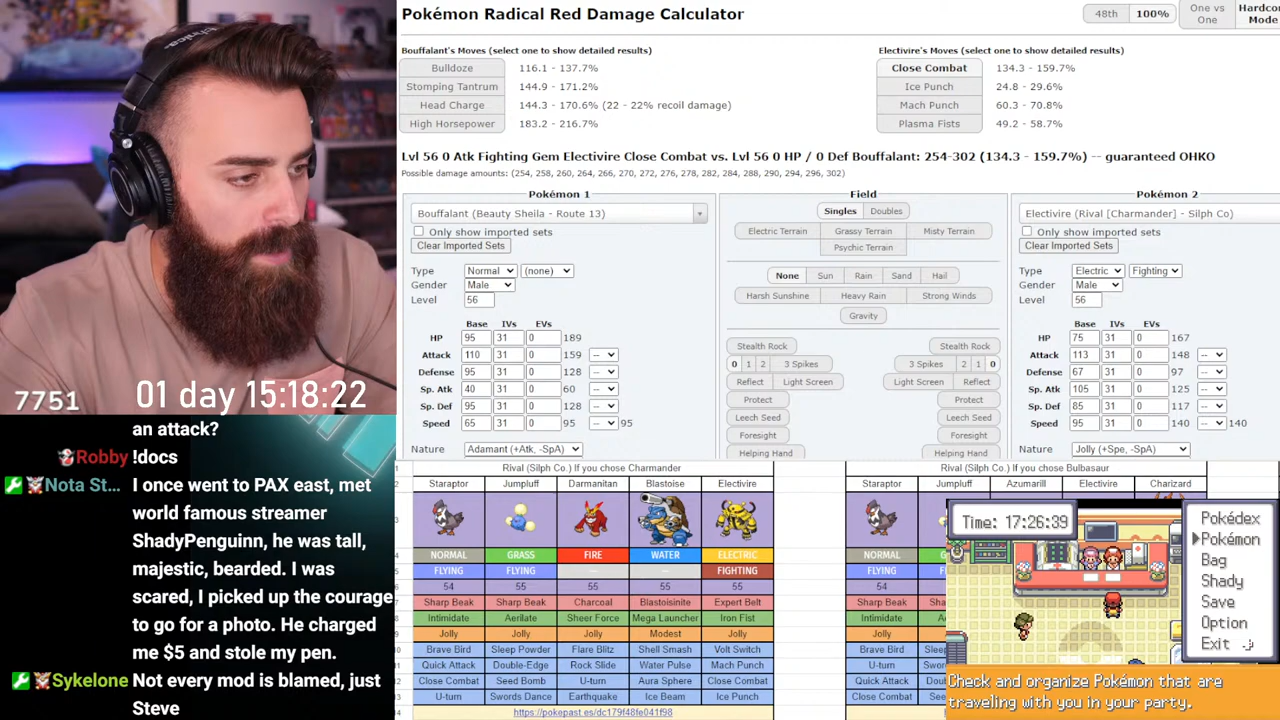 Pokémon Radical Red Damage Calculator
48th 100% One vs One Hardcor Mode
Bouffalant's Moves (select one to show detailed results)
Bulldoze 116.1 - 137.7%
Stomping Tantrum 144.9 - 171.2%
Head Charge 144.3 - 170.6% (22 - 22% recoil damage)
High Horsepower 183.2 - 216.7%
Electivire's Moves (select one to show detailed results)
Close Combat 134.3 - 159.7%
Ice Punch 24.8 - 29.6%
Mach Punch 60.3 - 70.8%
Plasma Fists 49.2 - 58.7%
Lvl 56 0 Atk Fighting Gem Electivire Close Combat vs. Lvl 56 0 HP / 0 Def Bouffalant: 254-302 (134.3 - 159.7%) -- guaranteed OHKO
Possible damage amounts: (254, 258, 260, 264, 266, 270, 272, 276, 278, 282, 284, 288, 290, 294, 296, 302)
Pokémon 1
Bouffalant (Beauty Sheila - Route 13)
Only show imported sets
Clear Imported Sets
Type Normal (none)
Gender Male
Level 56
Base IVs EVs
HP 95 31 0 189
Attack 110 31 0 159 --
Defense 95 31 0 128 --
Sp. Atk 40 31 0 60 --
Sp. Def 95 31 0 128 --
Speed 65 31 0 95 -- 95
Nature Adamant (+Atk, -SpA)
Field
Singles Doubles
Electric Terrain Grassy Terrain Misty Terrain
Psychic Terrain
None Sun Rain Sand Hail
Harsh Sunshine Heavy Rain Strong Winds
Gravity
Stealth Rock Stealth Rock
0 1 2 3 Spikes 3 Spikes 2 1 0
Reflect Light Screen Light Screen Reflect
Protect Protect
Leech Seed Leech Seed
Foresight Foresight
Helping Hand Helping Hand
Pokémon 2
Electivire (Rival [Charmander] - Silph Co)
Only show imported sets
Clear Imported Sets
Type Electric Fighting
Gender Male
Level 56
Base IVs EVs
HP 75 31 0 167
Attack 113 31 0 148 --
Defense 67 31 0 97 --
Sp. Atk 105 31 0 125 --
Sp. Def 85 31 0 117 --
Speed 95 31 0 140 -- 140
Nature Jolly (+Spe, -SpA)
7751 01 day 15:18:22
an attack?
Robby !docs
Nota St... I once went to PAX east, met
world famous streamer
ShadyPenguinn, he was tall,
majestic, bearded. I was
scared, I picked up the courage
to go for a photo. He charged
me $5 and stole my pen.
Sykelone Not every mod is blamed, just
Steve
Rival (Silph Co.) If you chose Charmander
Staraptor Jumpluff Darmanitan Blastoise Electivire
NORMAL GRASS FIRE WATER ELECTRIC
FLYING FLYING --- --- FIGHTING
54 55 55 55 55
Sharp Beak Sharp Beak Charcoal Blastoisinite Expert Belt
Intimidate Aerilate Sheer Force Mega Launcher Iron Fist
Jolly Jolly Jolly Modest Jolly
Brave Bird Sleep Powder Flare Blitz Shell Smash Volt Switch
Quick Attack Double-Edge Rock Slide Water Pulse Mach Punch
Close Combat Seed Bomb U-turn Aura Sphere Close Combat
U-turn Swords Dance Earthquake Ice Beam Ice Punch
https://pokepast.es/dc179f48fe041f98
Rival (Silph Co.) If you chose Bulbasaur
Staraptor Azumarill Electivire Charizard
NORMAL
FLYING
54
Sharp Beak
Intimidate
Jolly
Brave Bird
U-turn
Quick Attack
Close Combat
Time: 17:26:39
Pokédex
Pokémon
Bag
Shady
Save
Option
Exit
Check and organize Pokémon that are
traveling with you in your party.